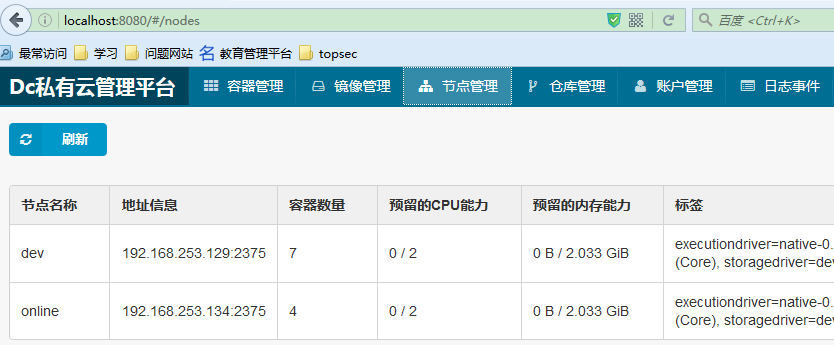 localhost:8080/#/nodes
百度 <Ctrl+K>
最常访问 学习 问题网站 名 教育管理平台 topsec
Dc私有云管理平台 容器管理 镜像管理 节点管理 仓库管理 账户管理 日志事件
刷新
节点名称 地址信息 容器数量 预留的CPU能力 预留的内存能力 标签
dev 192.168.253.129:2375 7 0 / 2 0 B / 2.033 GiB executiondriver=native-0.
(Core), storagedriver=dev
online 192.168.253.134:2375 4 0 / 2 0 B / 2.033 GiB executiondriver=native-0.
(Core), storagedriver=dev